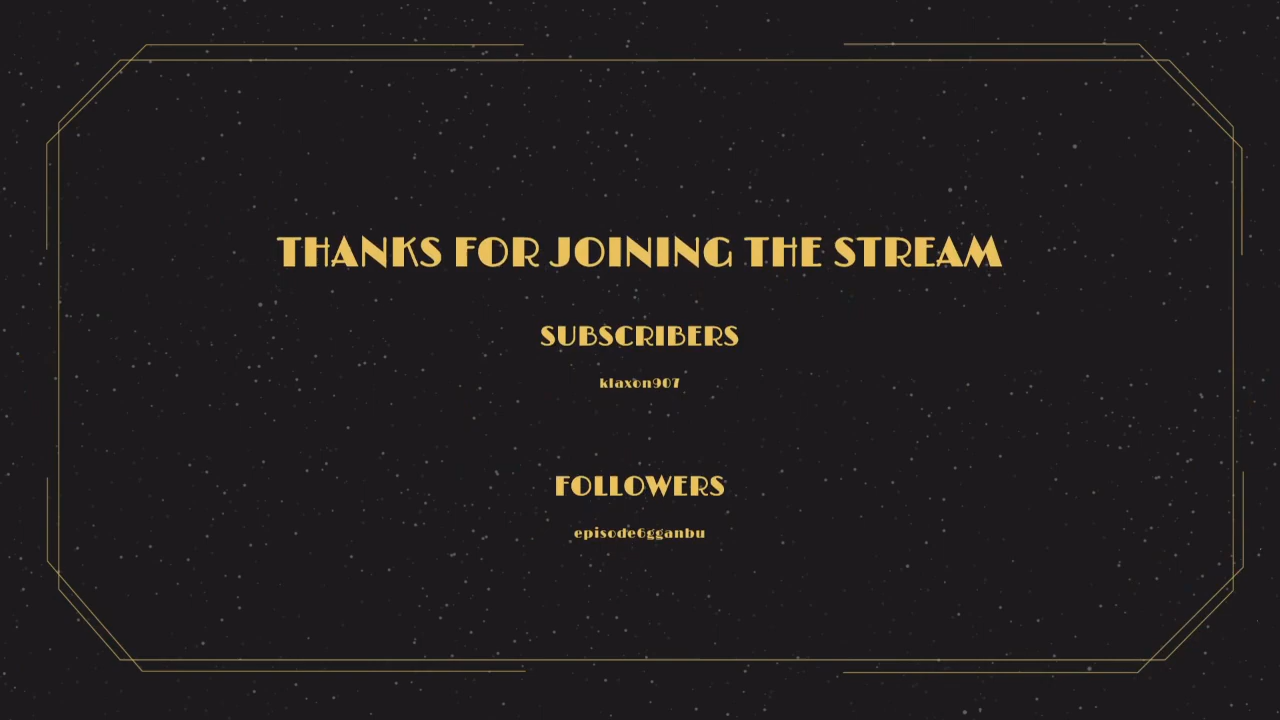 THANKS FOR JOINING THE STREAM
SUBSCRIBERS
klaxon907
FOLLOWERS
episode6gganbu